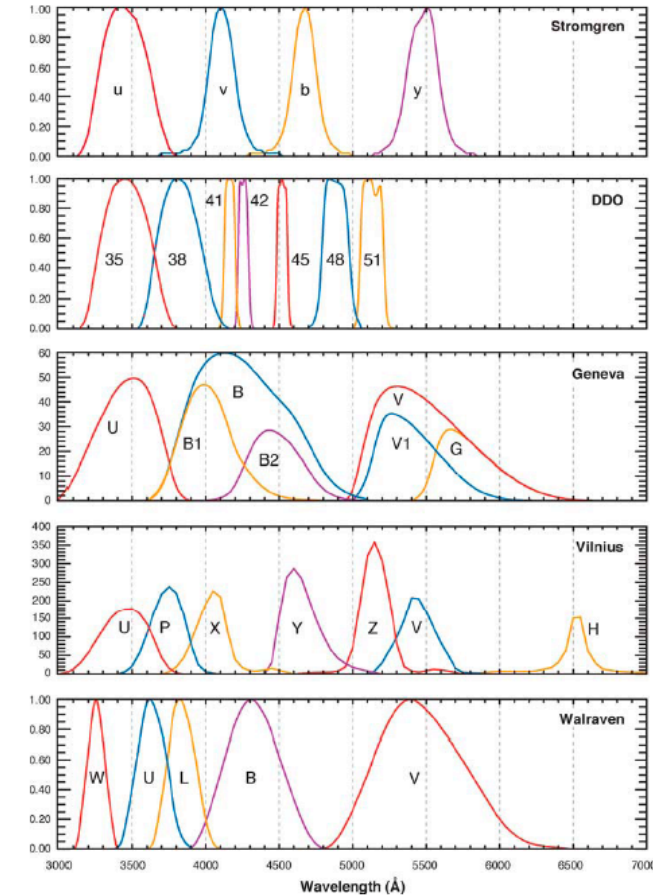 1.00
0.80
0.60
0.40
0.20
0.00
Stromgren
u v b y
1.00
0.80
0.60
0.40
0.20
0.00
DDO
41 42
35 38 45 48 51
60
50
40
30
20
10
0
Geneva
B V
U B1 B2 V1 G
400
350
300
250
200
150
100
50
0
Vilnius
U P X Y Z V H
1.00
0.80
0.60
0.40
0.20
0.00
Walraven
W U L B V
3000 3500 4000 4500 5000 5500 6000 6500 7000
Wavelength (Å)